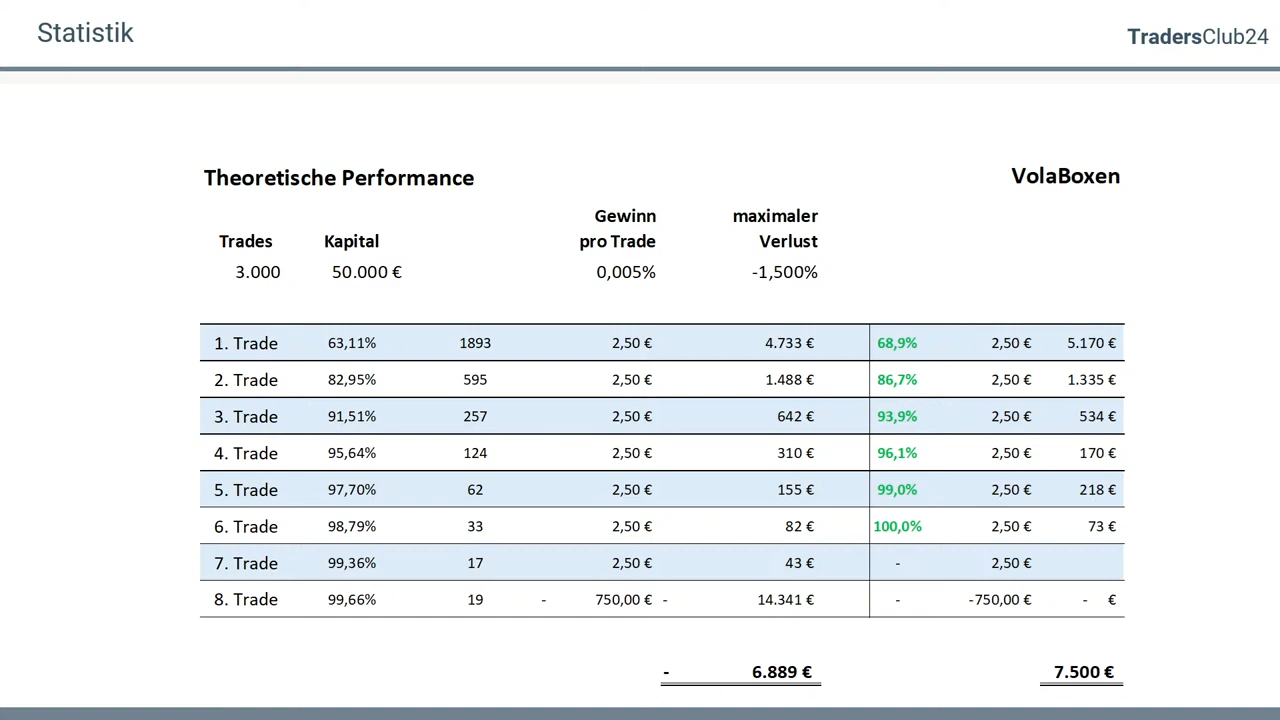 Statistik
TradersClub24
Theoretische Performance VolaBoxen
Gewinn maximaler
Trades Kapital pro Trade Verlust
3.000 50.000 € 0,005% -1,500%
1. Trade 63,11% 1893 2,50 € 4.733 € 68,9% 2,50 € 5.170 €
2. Trade 82,95% 595 2,50 € 1.488 € 86,7% 2,50 € 1.335 €
3. Trade 91,51% 257 2,50 € 642 € 93,9% 2,50 € 534 €
4. Trade 95,64% 124 2,50 € 310 € 96,1% 2,50 € 170 €
5. Trade 97,70% 62 2,50 € 155 € 99,0% 2,50 € 218 €
6. Trade 98,79% 33 2,50 € 82 € 100,0% 2,50 € 73 €
7. Trade 99,36% 17 2,50 € 43 € - 2,50 €
8. Trade 99,66% 19 - 750,00 € - 14.341 € - -750,00 € - €
- 6.889 € 7.500 €